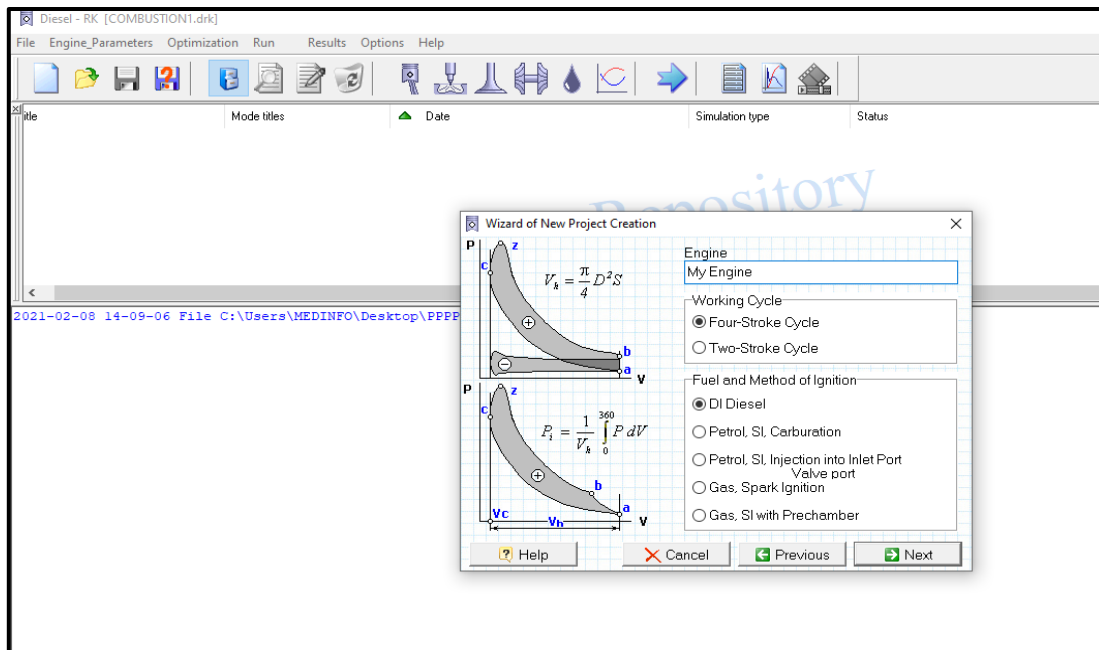 Diesel - RK [COMBUSTION1.drk]
File Engine_Parameters Optimization Run Results Options Help
itle Mode titles Date Simulation type Status
Repository
2021-02-08 14-09-06 File C:\Users\MEDINFO\Desktop\PPPP
Wizard of New Project Creation
P z c
V_h = π/4 D²S
+
−
b
a
V
P z c
P_i = 1/V_h ∫_0^360 P dV
+
b
a
Vc Vh V
Engine
My Engine
Working Cycle
Four-Stroke Cycle
Two-Stroke Cycle
Fuel and Method of Ignition
DI Diesel
Petrol, SI, Carburation
Petrol, SI, Injection into Inlet Port
Valve port
Gas, Spark Ignition
Gas, SI with Prechamber
Help Cancel Previous Next